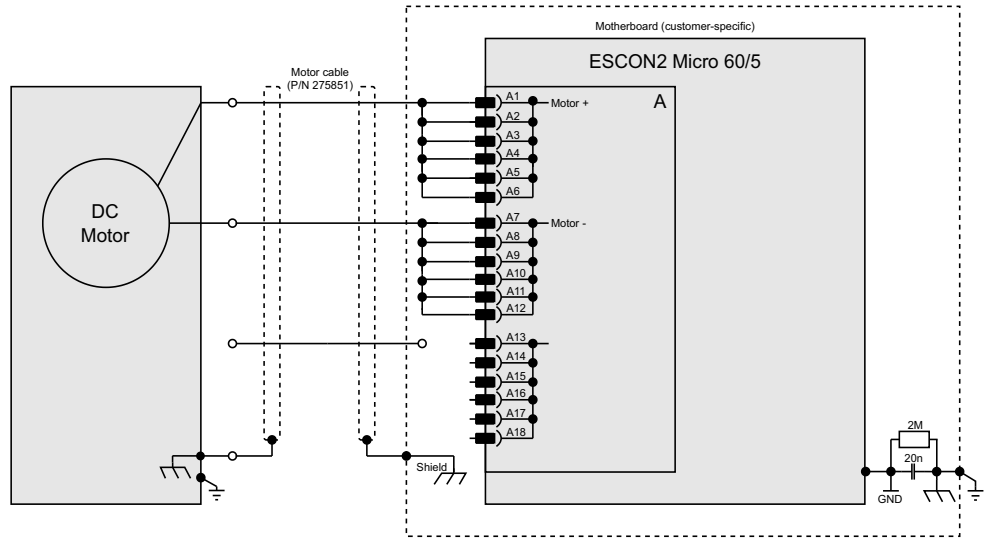 Motherboard (customer-specific)
ESCON2 Micro 60/5
Motor cable
(P/N 275851)
A
A1
Motor +
A2
A3
A4
A5
A6
DC
Motor
A7
Motor -
A8
A9
A10
A11
A12
A13
A14
A15
A16
A17
A18
Shield
2M
20n
GND